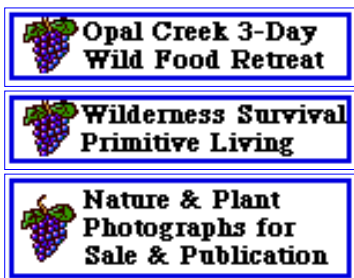 Opal Creek 3-Day
Wild Food Retreat
Wilderness Survival
Primitive Living
Nature & Plant
Photographs for
Sale & Publication